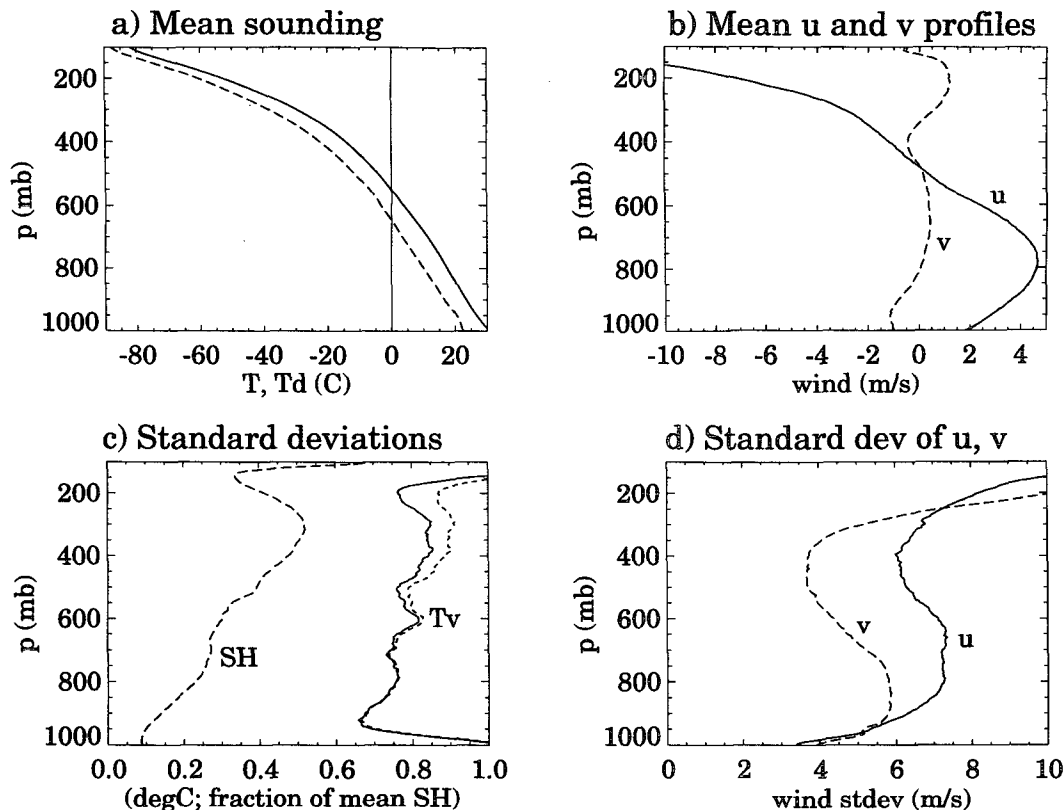 a) Mean sounding
200
400
600
800
1000
p (mb)
-80 -60 -40 -20 0 20
T, Td (C)
b) Mean u and v profiles
200
400
600
800
1000
p (mb)
u
v
-10 -8 -6 -4 -2 0 2 4
wind (m/s)
c) Standard deviations
200
400
600
800
1000
p (mb)
SH
Tv
0.0 0.2 0.4 0.6 0.8 1.0
(degC; fraction of mean SH)
d) Standard dev of u, v
200
400
600
800
1000
p (mb)
v
u
0 2 4 6 8 10
wind stdev (m/s)